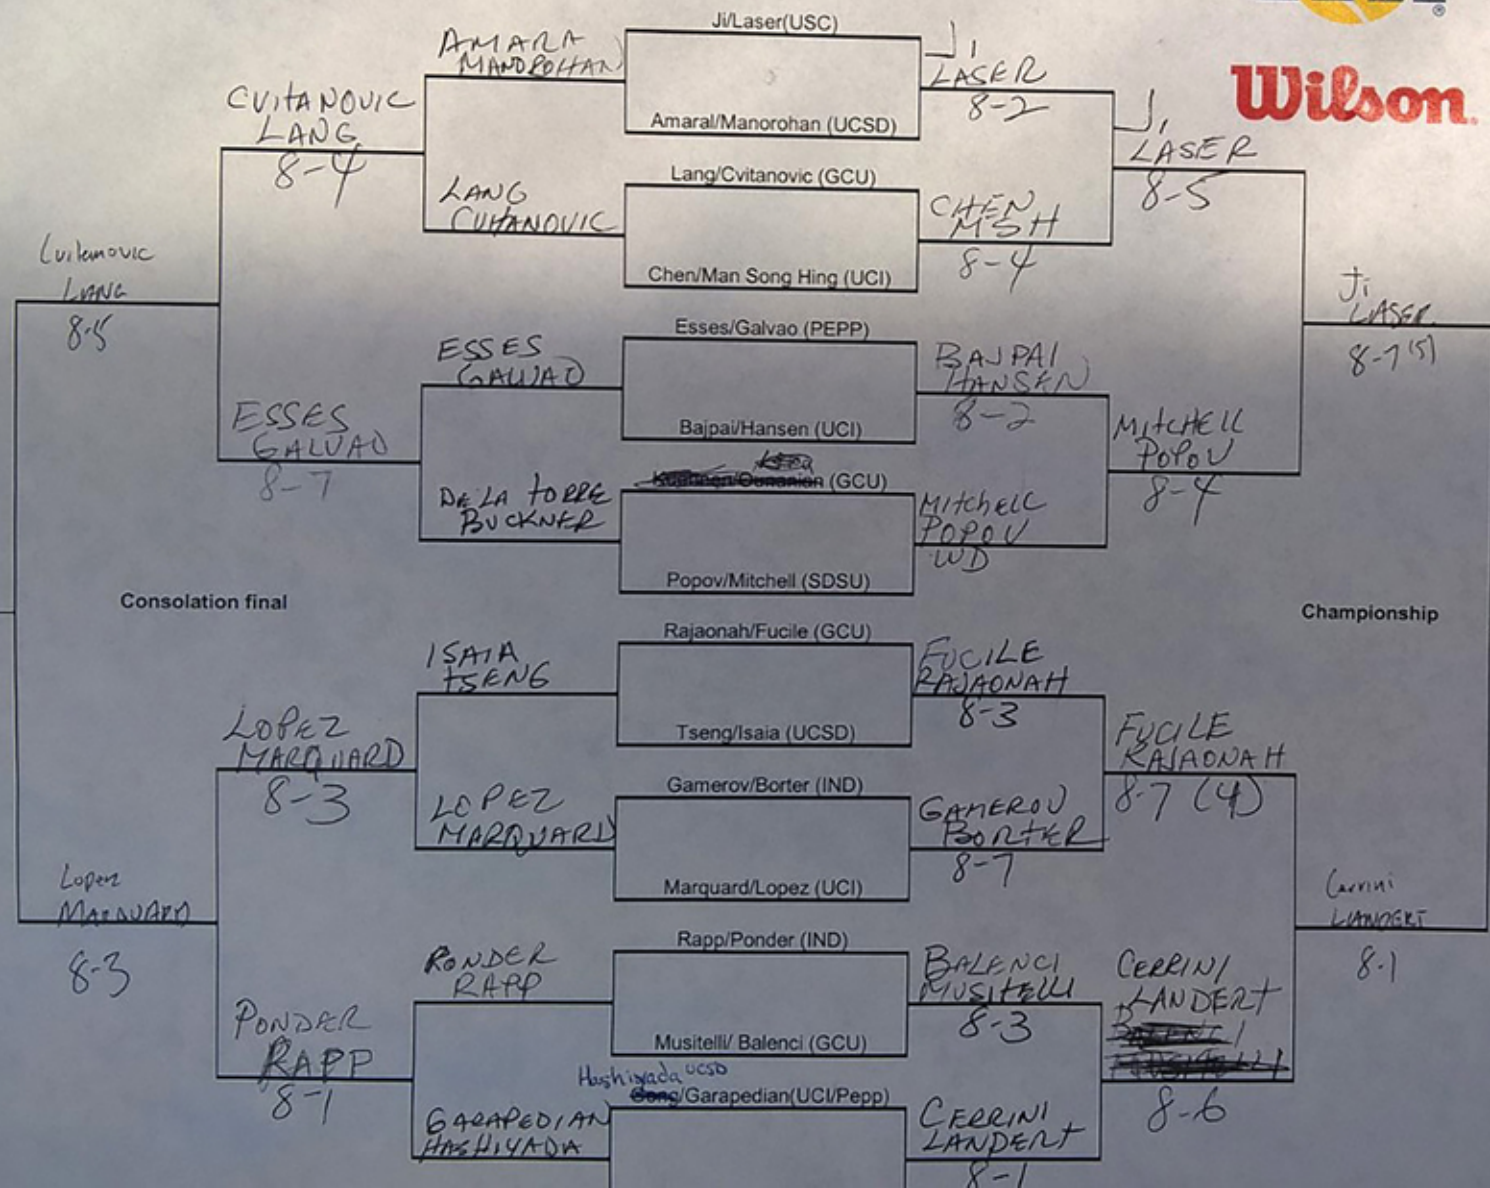 Ji/Laser(USC)
AMARA
MANOROHAN
JI
LASER
8-2
Wilson.
®
CVITANOVIC
LANG
8-4
Amaral/Manorohan (UCSD)
JI
LASER
8-5
Lang/Cvitanovic (GCU)
LANG
CVITANOVIC
CHEN
MSH
8-4
Cvitanovic
LANG
8-5
Chen/Man Song Hing (UCI)
Ji
LASER
8-7 (5)
Esses/Galvao (PEPP)
ESSES
GALVAO
BAJPAI
HANSEN
8-2
ESSES
GALVAO
8-7
Bajpai/Hansen (UCI)
MITCHELL
POPOV
8-4
(GCU)
DE LA TORRE
BUCKNER
MITCHELL
POPOV
WD
Popov/Mitchell (SDSU)
Consolation final
Championship
Rajaonah/Fucile (GCU)
ISAIA
TSENG
FUCILE
RAJAONAH
8-3
LOPEZ
MARQUARD
8-3
Tseng/Isaia (UCSD)
FUCILE
RAJAONAH
8-7 (4)
Gamerov/Borter (IND)
LOPEZ
MARQUARD
GAMEROV
BORTER
8-7
Lopez
MARQUARD
8-3
Marquard/Lopez (UCI)
Cerrini
LANDERT
8-1
Rapp/Ponder (IND)
PONDER
RAPP
BALENCI
MUSITELLI
8-3
CERRINI
LANDERT
BALENCI
MUSITELLI
8-6
PONDER
RAPP
8-1
Musitelli/ Balenci (GCU)
Hashiyada UCSD
Gong/Garapedian(UCI/Pepp)
GARAPEDIAN
HASHIYADA
CERRINI
LANDERT
8-1